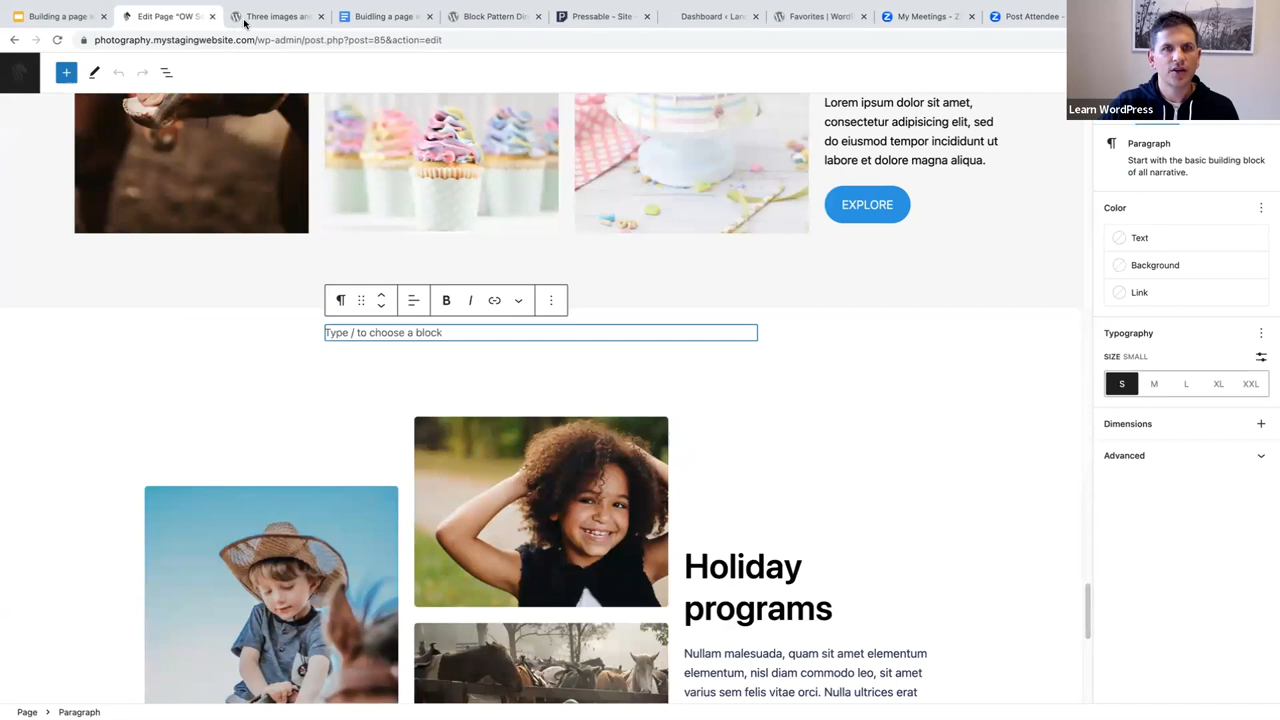 Building a page w
Edit Page "OW S
Three images an
Buidling a page w
Block Pattern Dir
Pressable - Site
Dashboard ‹ Lan
Favorites | Word
My Meetings - Z
Post Attendee -
photography.mystagingwebsite.com/wp-admin/post.php?post=85&action=edit
Learn WordPress
Lorem ipsum dolor sit amet,
consectetur adipising elit, sed
do eiusmod tempor incididunt ut
labore et dolore magna aliqua.
EXPLORE
B I
Type / to choose a block
Holiday
programs
Nullam malesuada, quam sit amet elementum
elementum, nisl diam commodo leo, sit amet
varius sem felis vitae orci. Nulla ultrices erat
Paragraph
Start with the basic building block
of all narrative.
Color
Text
Background
Link
Typography
SIZE SMALL
S M L XL XXL
Dimensions
Advanced
Page › Paragraph